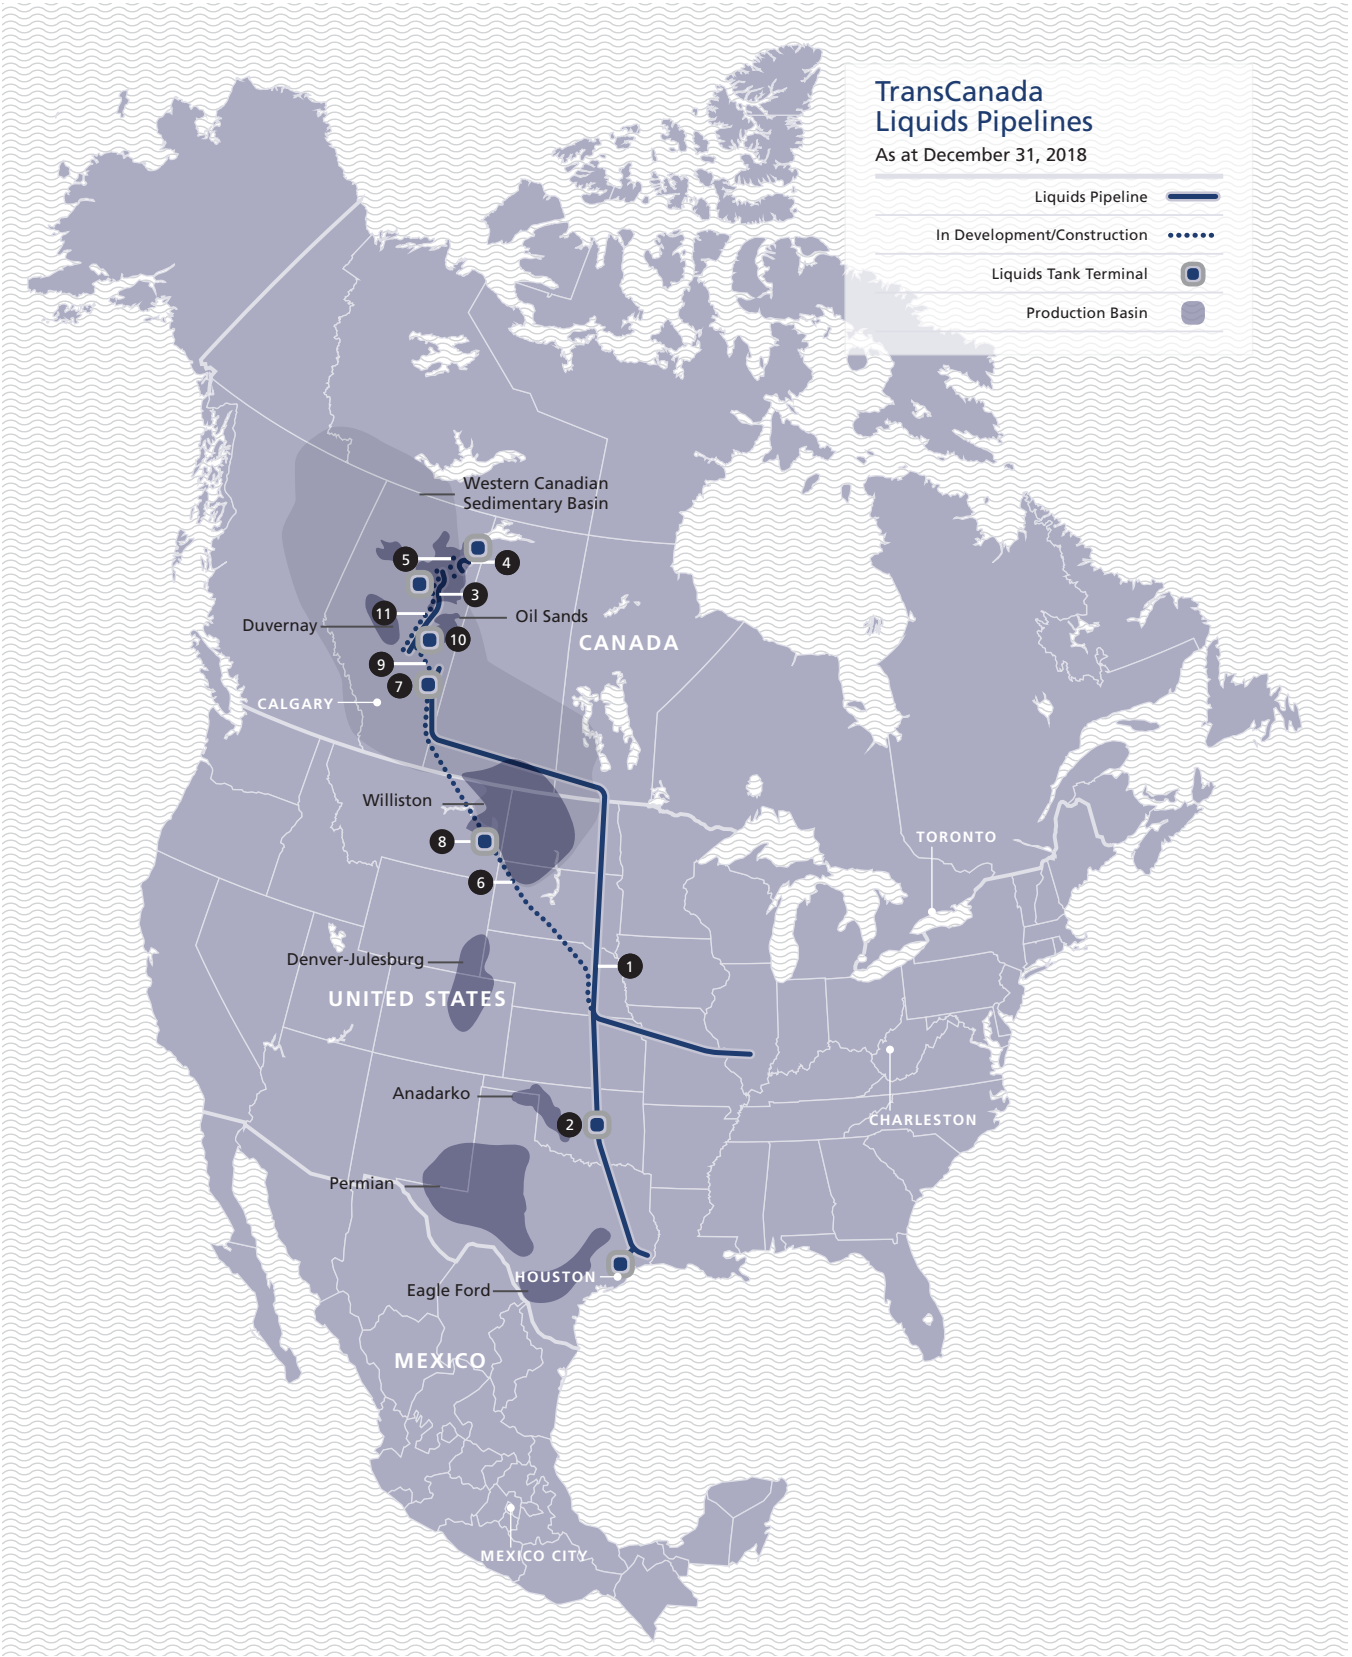 TransCanada
Liquids Pipelines
As at December 31, 2018
Liquids Pipeline
In Development/Construction
Liquids Tank Terminal
Production Basin
Western Canadian
Sedimentary Basin
5
4
3
11
Oil Sands
Duvernay
10
CANADA
9
7
CALGARY
Williston
TORONTO
8
6
Denver-Julesburg
1
UNITED STATES
Anadarko
CHARLESTON
2
Permian
HOUSTON
Eagle Ford
MEXICO
MEXICO CITY